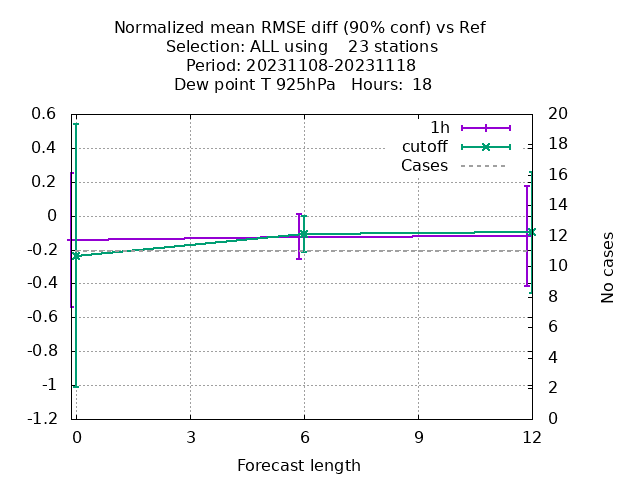 Normalized mean RMSE diff (90% conf) vs Ref
Selection: ALL using    23 stations
Period: 20231108-20231118
Dew point T 925hPa   Hours:  18
1h
cutoff
Cases
0.6
0.4
0.2
0
-0.2
-0.4
-0.6
-0.8
-1
-1.2
20
18
16
14
12
10
8
6
4
2
0
No cases
0 3 6 9 12
Forecast length